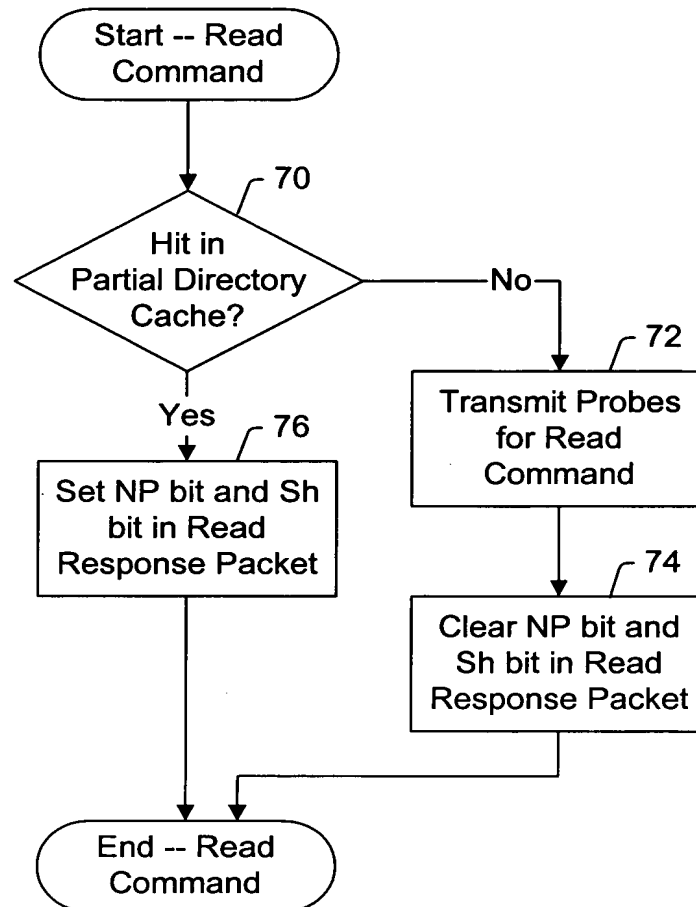 Start -- Read
Command
70
Hit in
Partial Directory
Cache?
No
72
Transmit Probes
for Read
Command
Yes
76
Set NP bit and Sh
bit in Read
Response Packet
74
Clear NP bit and
Sh bit in Read
Response Packet
End -- Read
Command